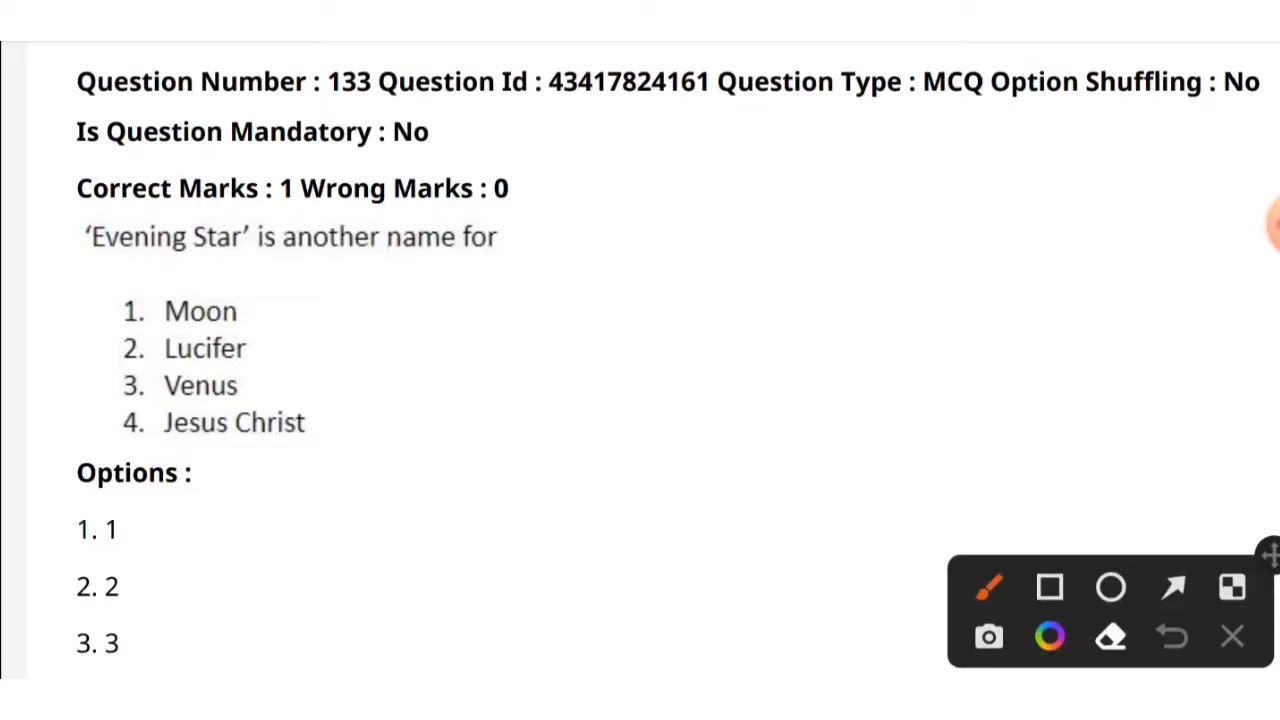 Question Number : 133 Question Id : 43417824161 Question Type : MCQ Option Shuffling : No
Is Question Mandatory : No
Correct Marks : 1 Wrong Marks : 0
‘Evening Star’ is another name for
1. Moon
2. Lucifer
3. Venus
4. Jesus Christ
Options :
1. 1
2. 2
3. 3